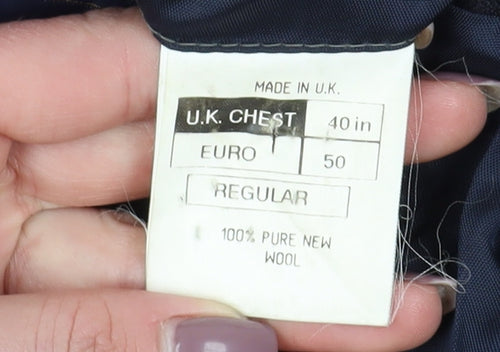 MADE IN U.K.
U.K. CHEST 40 in
EURO 50
REGULAR
100% PURE NEW
WOOL